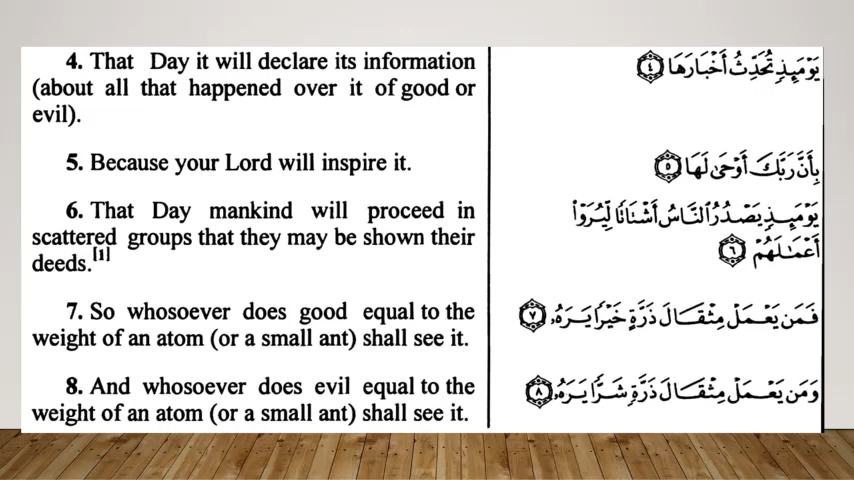 4. That Day it will declare its information
(about all that happened over it of good or
evil).
يَوْمَئِذٍ تُحَدِّثُ أَخْبَارَهَا ٤
5. Because your Lord will inspire it.
بِأَنَّ رَبَّكَ أَوْحَىٰ لَهَا ٥
6. That Day mankind will proceed in
scattered groups that they may be shown their
deeds.[1]
يَوْمَئِذٍ يَصْدُرُ ٱلنَّاسُ أَشْتَاتًا لِّيُرَوْا۟
أَعْمَـٰلَهُمْ ٦
7. So whosoever does good equal to the
weight of an atom (or a small ant) shall see it.
فَمَن يَعْمَلْ مِثْقَالَ ذَرَّةٍ خَيْرًا يَرَهُۥ ٧
8. And whosoever does evil equal to the
weight of an atom (or a small ant) shall see it.
وَمَن يَعْمَلْ مِثْقَالَ ذَرَّةٍ شَرًّا يَرَهُۥ ٨